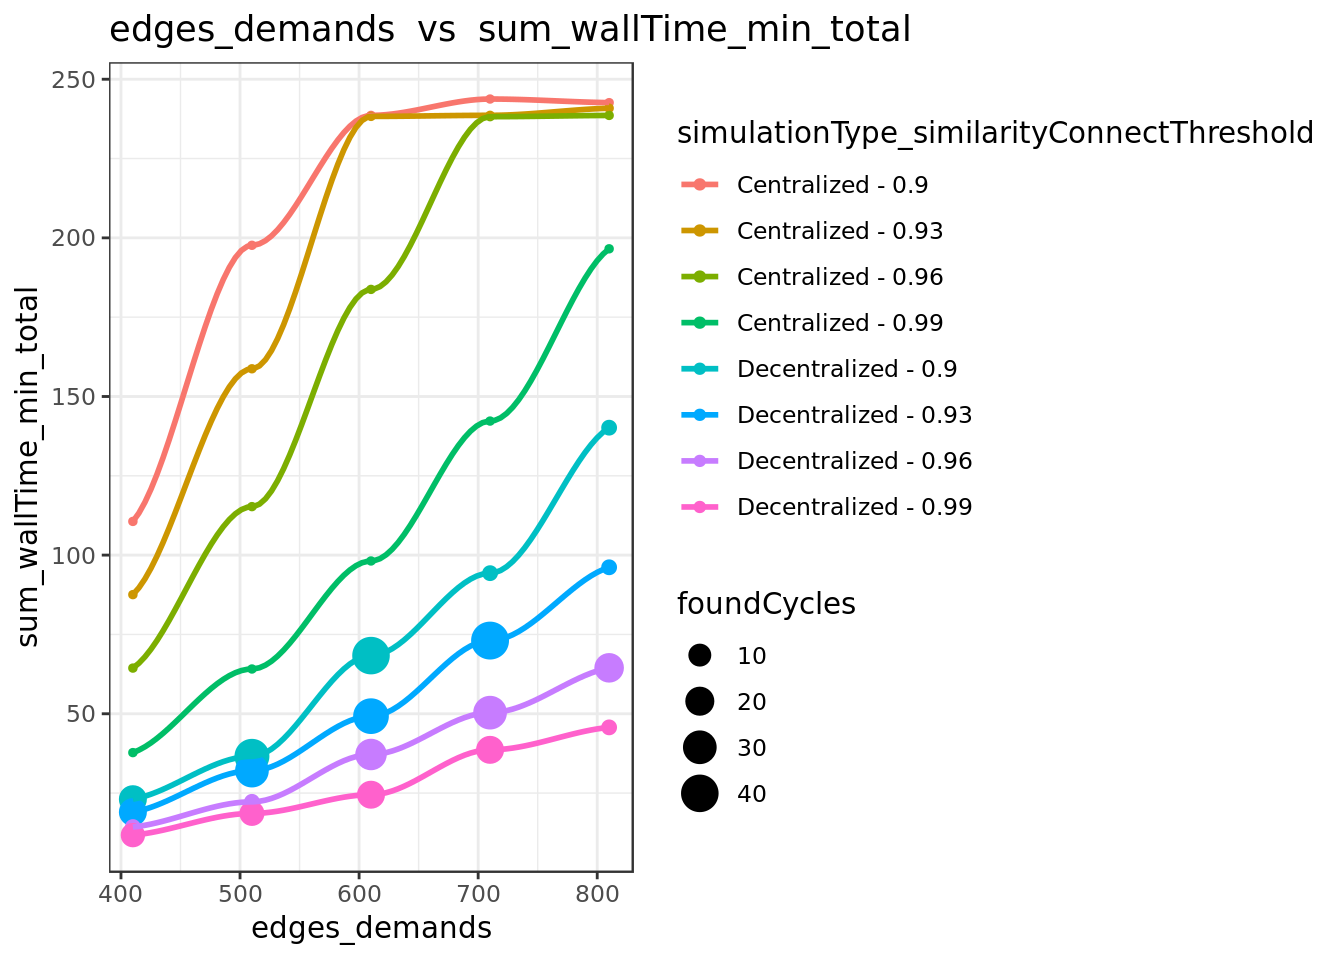 edges_demands  vs  sum_wallTime_min_total
250
200
150
100
50
sum_wallTime_min_total
400 500 600 700 800
edges_demands
simulationType_similarityConnectThreshold
Centralized - 0.9
Centralized - 0.93
Centralized - 0.96
Centralized - 0.99
Decentralized - 0.9
Decentralized - 0.93
Decentralized - 0.96
Decentralized - 0.99
foundCycles
10
20
30
40